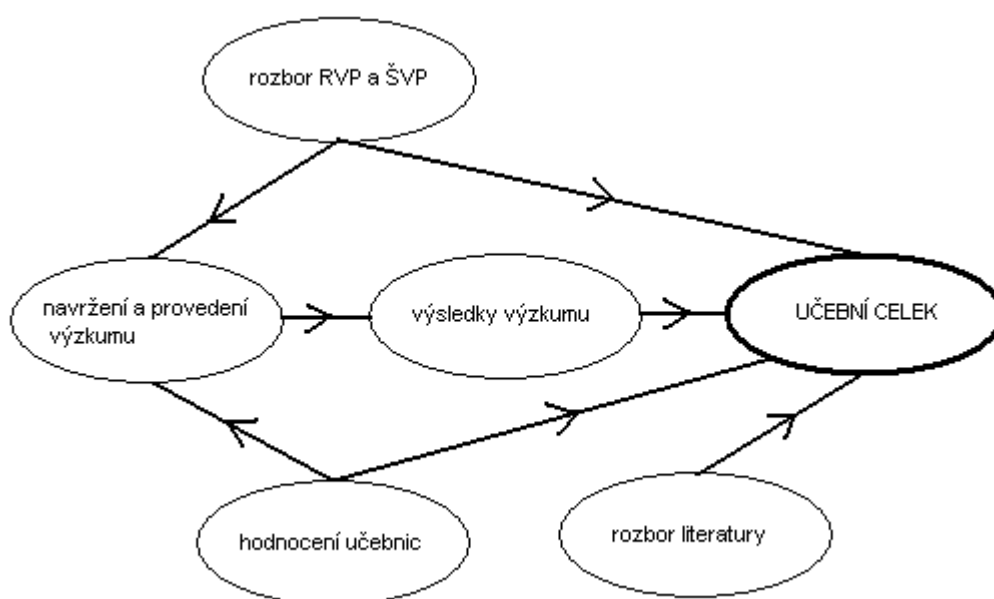 rozbor RVP a ŠVP
navržení a provedení
výzkumu
výsledky výzkumu
UČEBNÍ CELEK
hodnocení učebnic
rozbor literatury